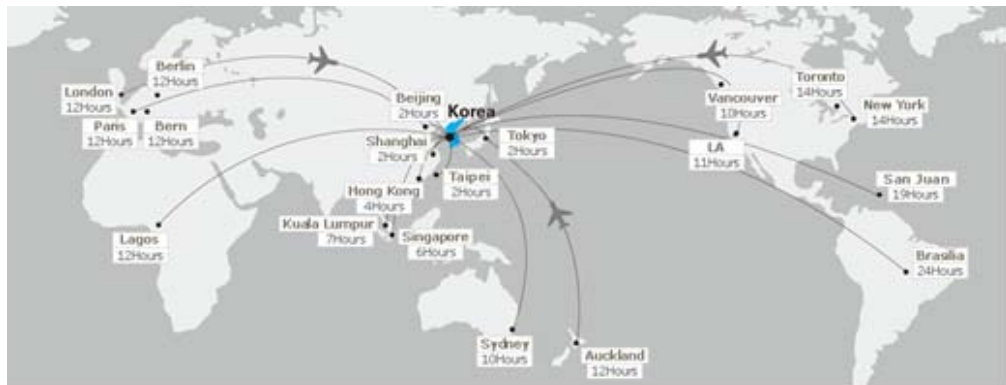 Berlin
12Hours
London
12Hours
Paris
12Hours
Bern
12Hours
Beijing
2Hours
Korea
Shanghai
2Hours
Tokyo
2Hours
Hong Kong
4Hours
Taipei
2Hours
Kuala Lumpur
7Hours
Singapore
6Hours
Lagos
12Hours
Sydney
10Hours
Auckland
12Hours
Vancouver
10Hours
Toronto
14Hours
New York
14Hours
LA
11Hours
San Juan
19Hours
Brasilia
24Hours